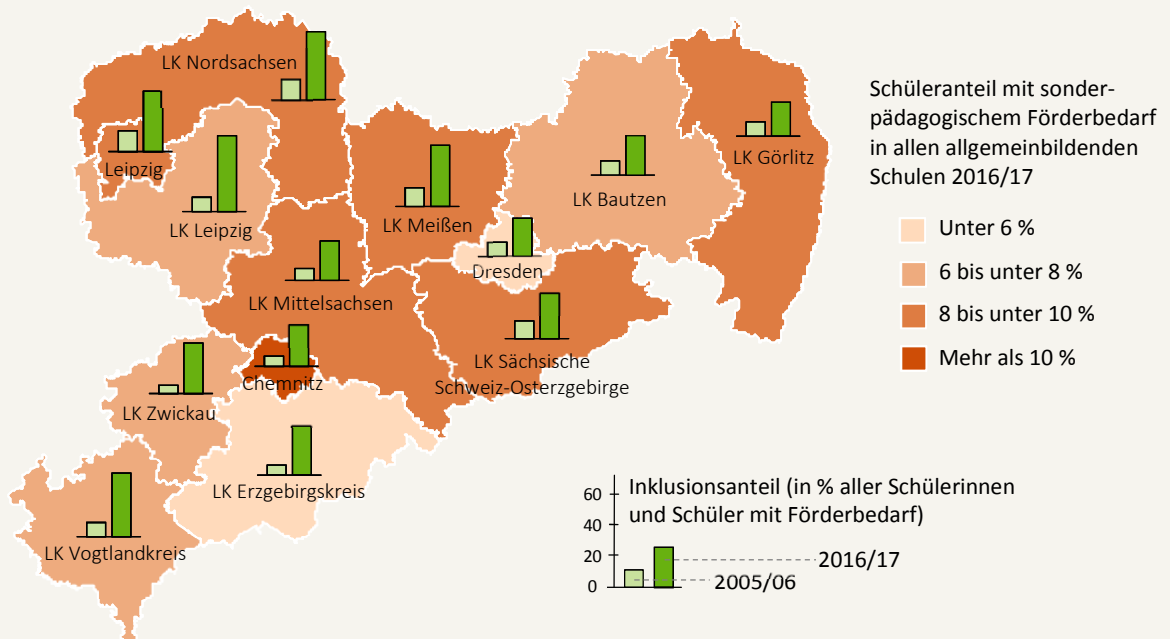 LK Nordsachsen
Leipzig
LK Leipzig
LK Meißen
LK Bautzen
LK Görlitz
Dresden
LK Mittelsachsen
LK Sächsische
Schweiz-Osterzgebirge
Chemnitz
LK Zwickau
LK Erzgebirgskreis
LK Vogtlandkreis
Schüleranteil mit sonder-
pädagogischem Förderbedarf
in allen allgemeinbildenden
Schulen 2016/17
Unter 6 %
6 bis unter 8 %
8 bis unter 10 %
Mehr als 10 %
Inklusionsanteil (in % aller Schülerinnen
und Schüler mit Förderbedarf)
60
40
20
0
2016/17
2005/06